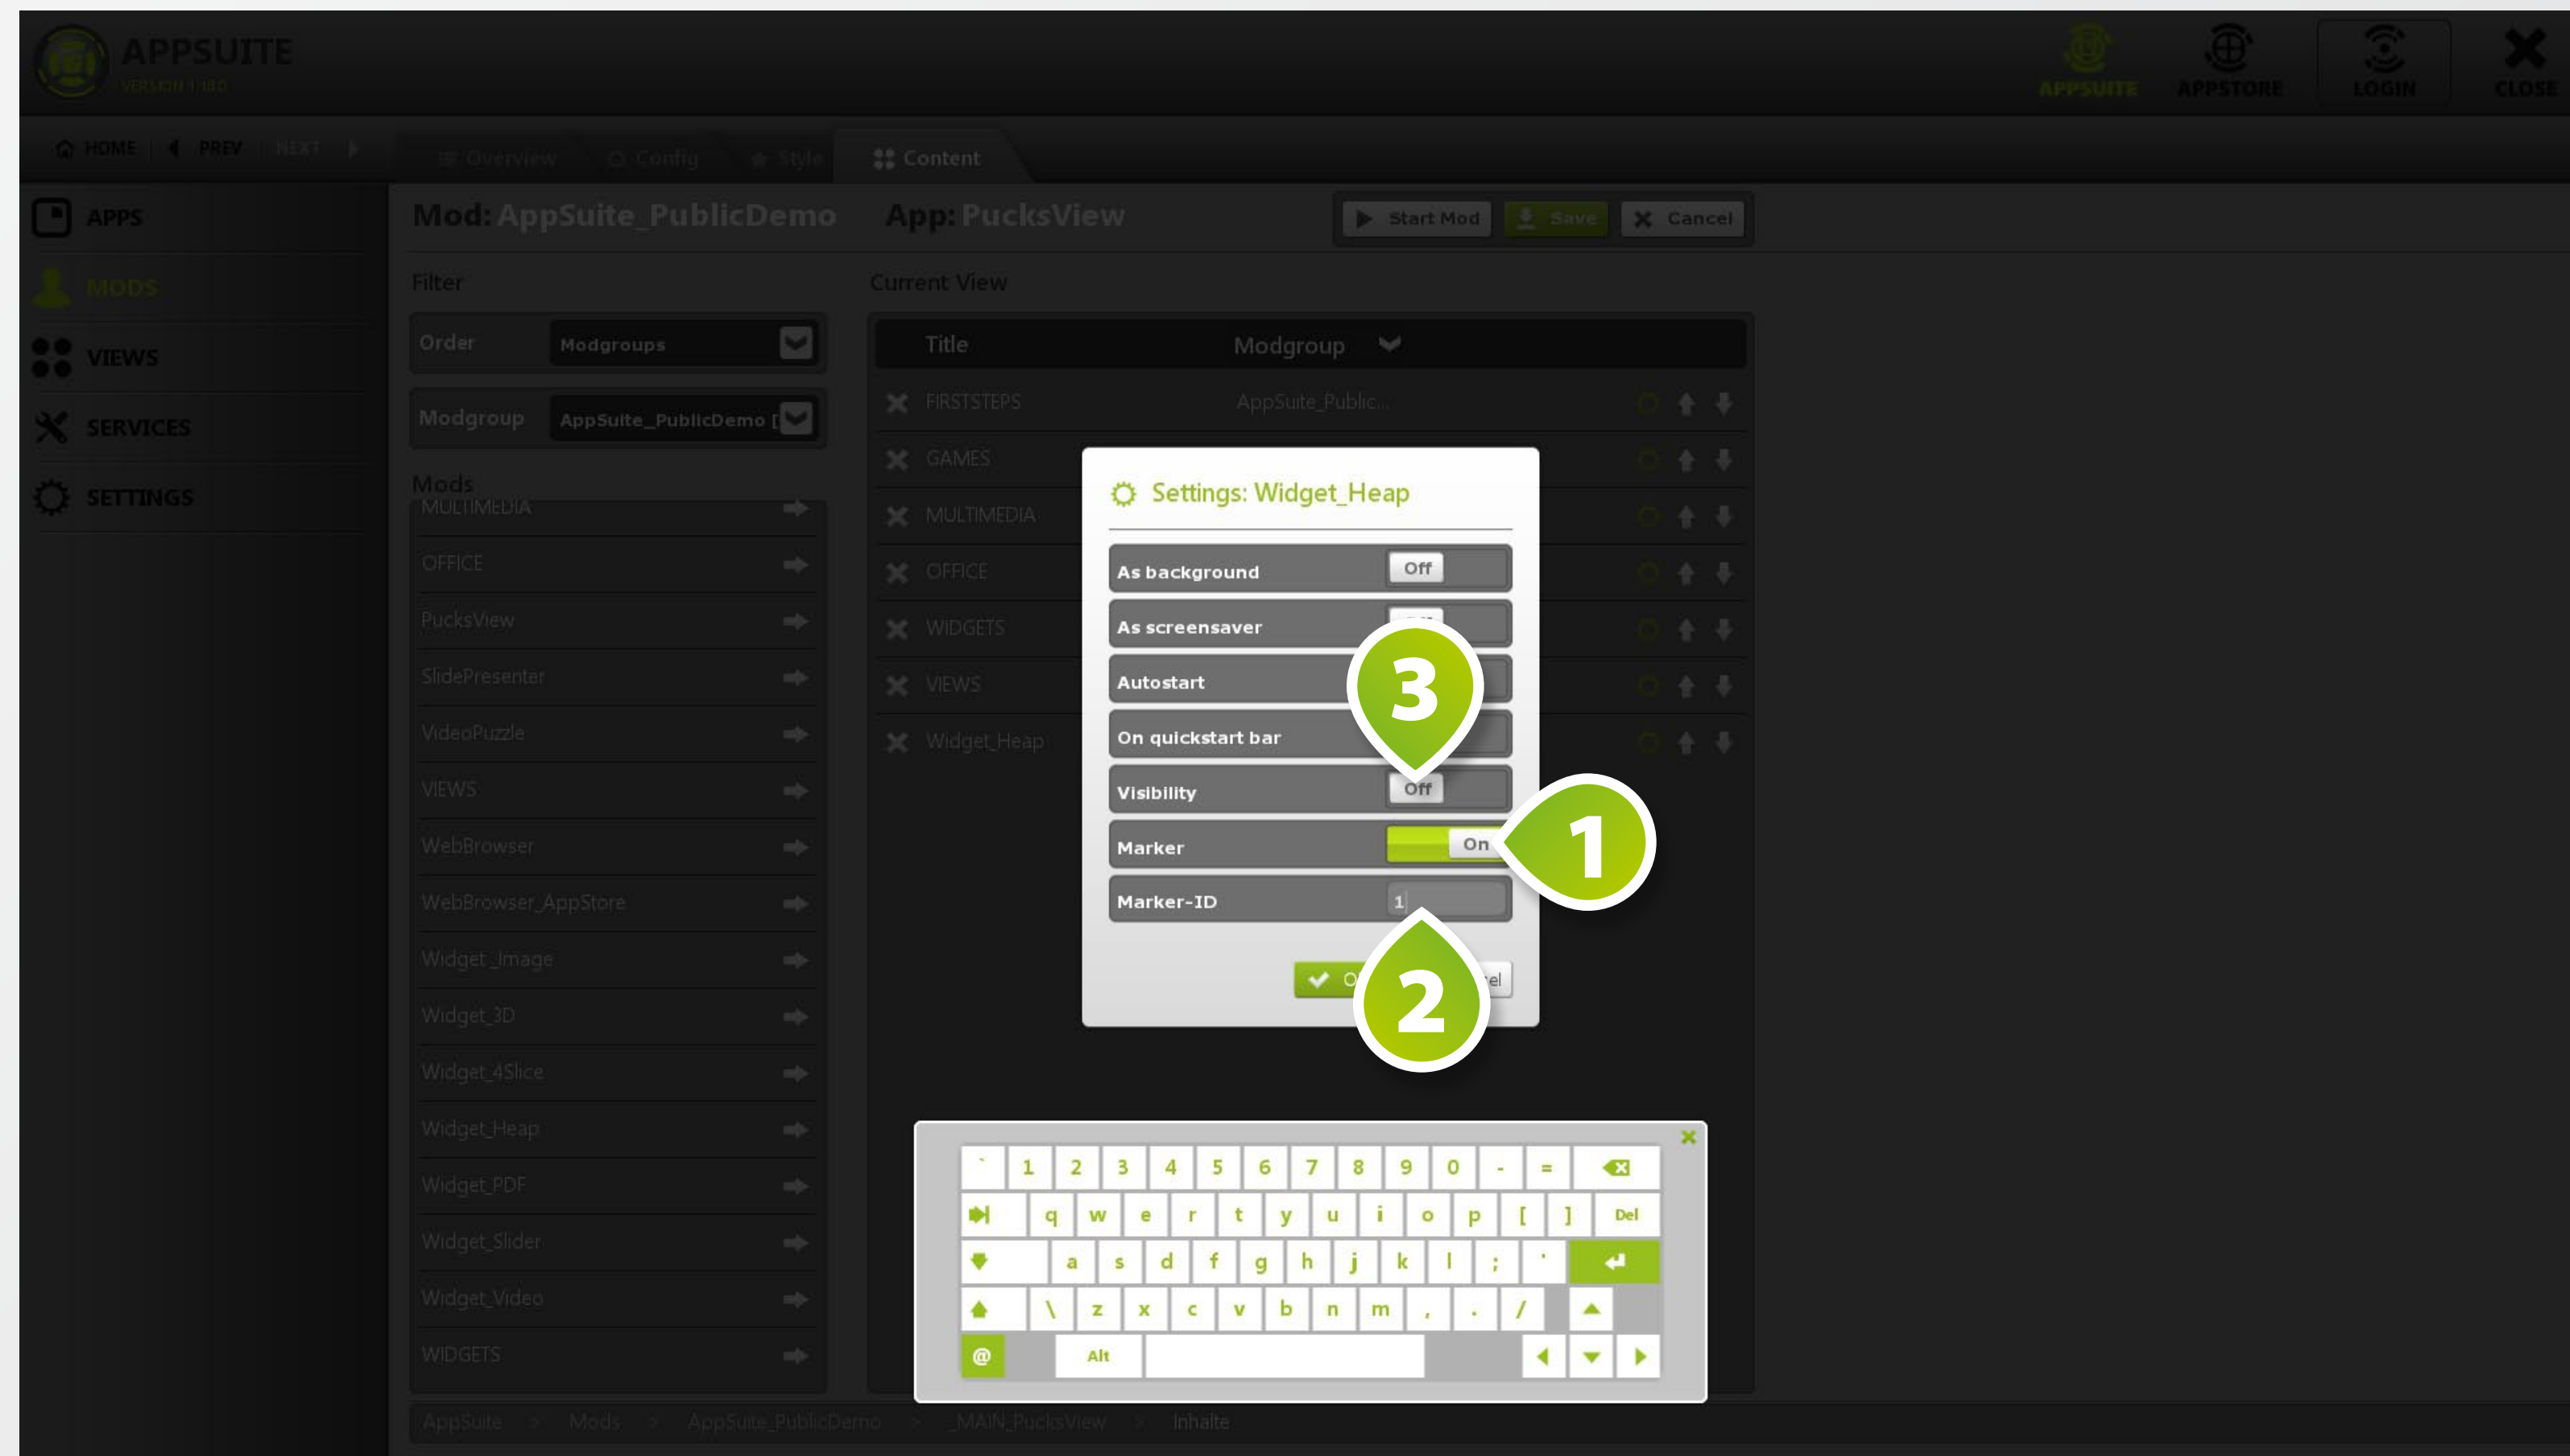 APPSUITE
VERSION 1.18.0
APPSUITE
APPSTORE
LOGIN
CLOSE
HOME
PREV
NEXT
Overview
Config
Style
Content
APPS
MODS
VIEWS
SERVICES
SETTINGS
Mod: AppSuite_PublicDemo
App: PucksView
Start Mod
Save
Cancel
Filter
Order
Modgroups
Modgroup
AppSuite_PublicDemo [
Mods
MULTIMEDIA
OFFICE
PucksView
SlidePresenter
VideoPuzzle
VIEWS
WebBrowser
WebBrowser_AppStore
Widget_Image
Widget_3D
Widget_4Slice
Widget_Heap
Widget_PDF
Widget_Slider
Widget_Video
WIDGETS
Current View
Title
Modgroup
FIRSTSTEPS
AppSuite_Public...
GAMES
MULTIMEDIA
OFFICE
WIDGETS
VIEWS
Widget_Heap
Settings: Widget_Heap
As background
Off
As screensaver
Autostart
On quickstart bar
Visibility
Off
Marker
On
Marker-ID
1
3
1
2
` 1 2 3 4 5 6 7 8 9 0 - =
q w e r t y u i o p [ ] Del
a s d f g h j k l ; '
\ z x c v b n m , . /
@ Alt
AppSuite > Mods > AppSuite_PublicDemo > _MAIN_PucksView > Inhalte